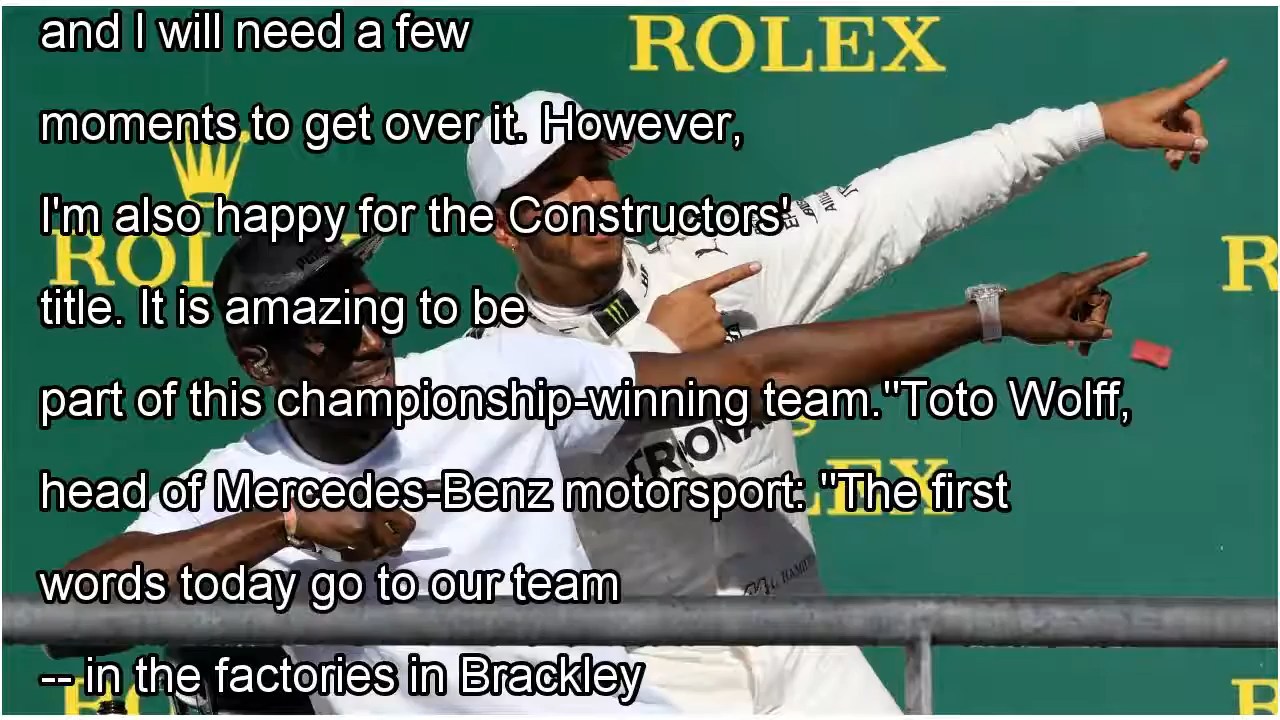 and I will need a few
ROLEX
moments to get over it. However,
I'm also happy for the Constructors'
title. It is amazing to be
part of this championship-winning team."Toto Wolff,
head of Mercedes-Benz motorsport: "The first
words today go to our team
-- in the factories in Brackley